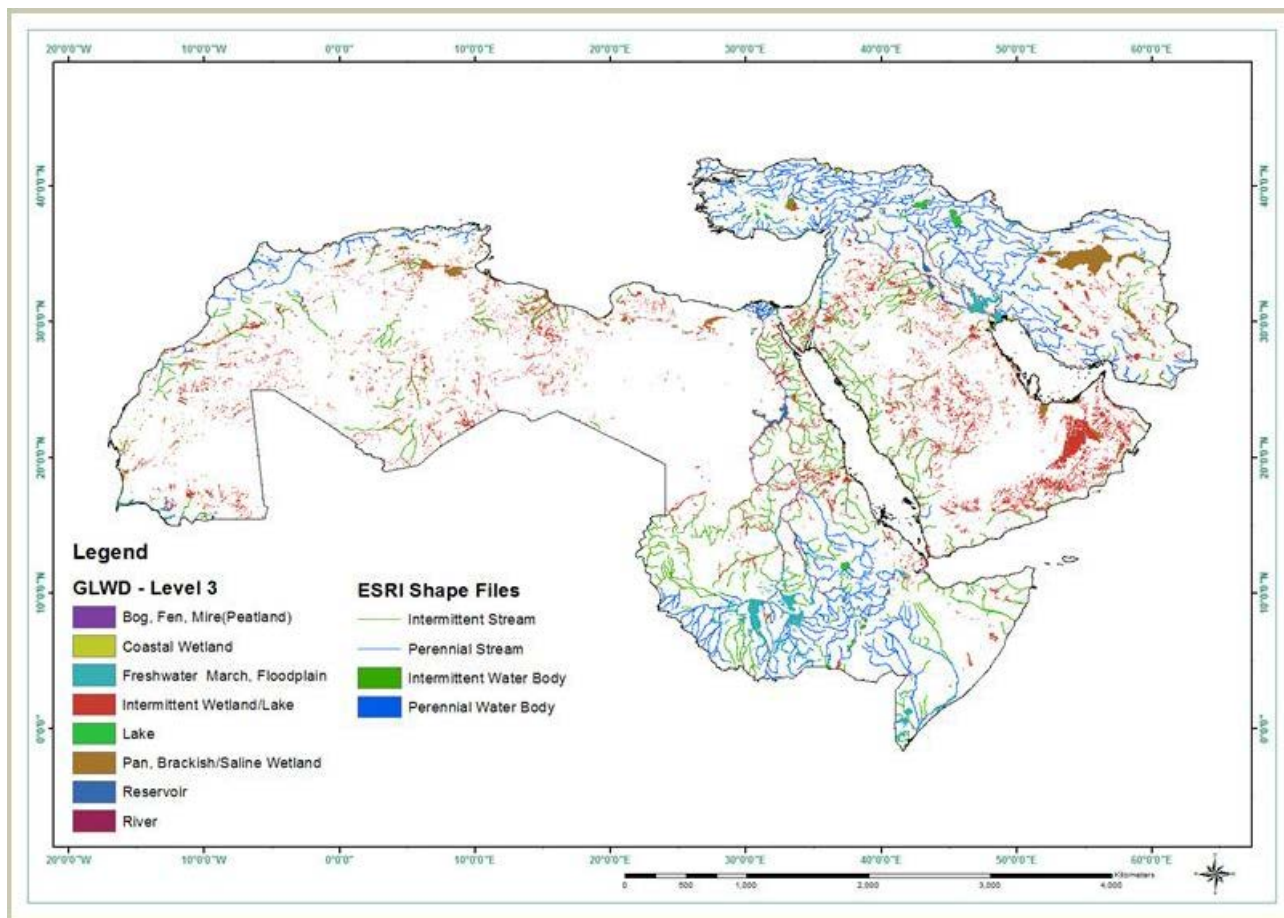 20°0'0"W 10°0'0"W 0°0'0" 10°0'0"E 20°0'0"E 30°0'0"E 40°0'0"E 50°0'0"E 60°0'0"E
40°0'0"N 40°0'0"N
30°0'0"N 30°0'0"N
20°0'0"N 20°0'0"N
10°0'0"N 10°0'0"N
0°0'0" 0°0'0"
Legend
GLWD - Level 3
Bog, Fen, Mire(Peatland)
Coastal Wetland
Freshwater March, Floodplain
Intermittent Wetland/Lake
Lake
Pan, Brackish/Saline Wetland
Reservoir
River
ESRI Shape Files
Intermittent Stream
Perennial Stream
Intermittent Water Body
Perennial Water Body
20°0'0"W 10°0'0"W 0°0'0" 10°0'0"E 20°0'0"E 30°0'0"E 40°0'0"E 50°0'0"E 60°0'0"E
Kilometers
0 500 1,000 2,000 3,000 4,000